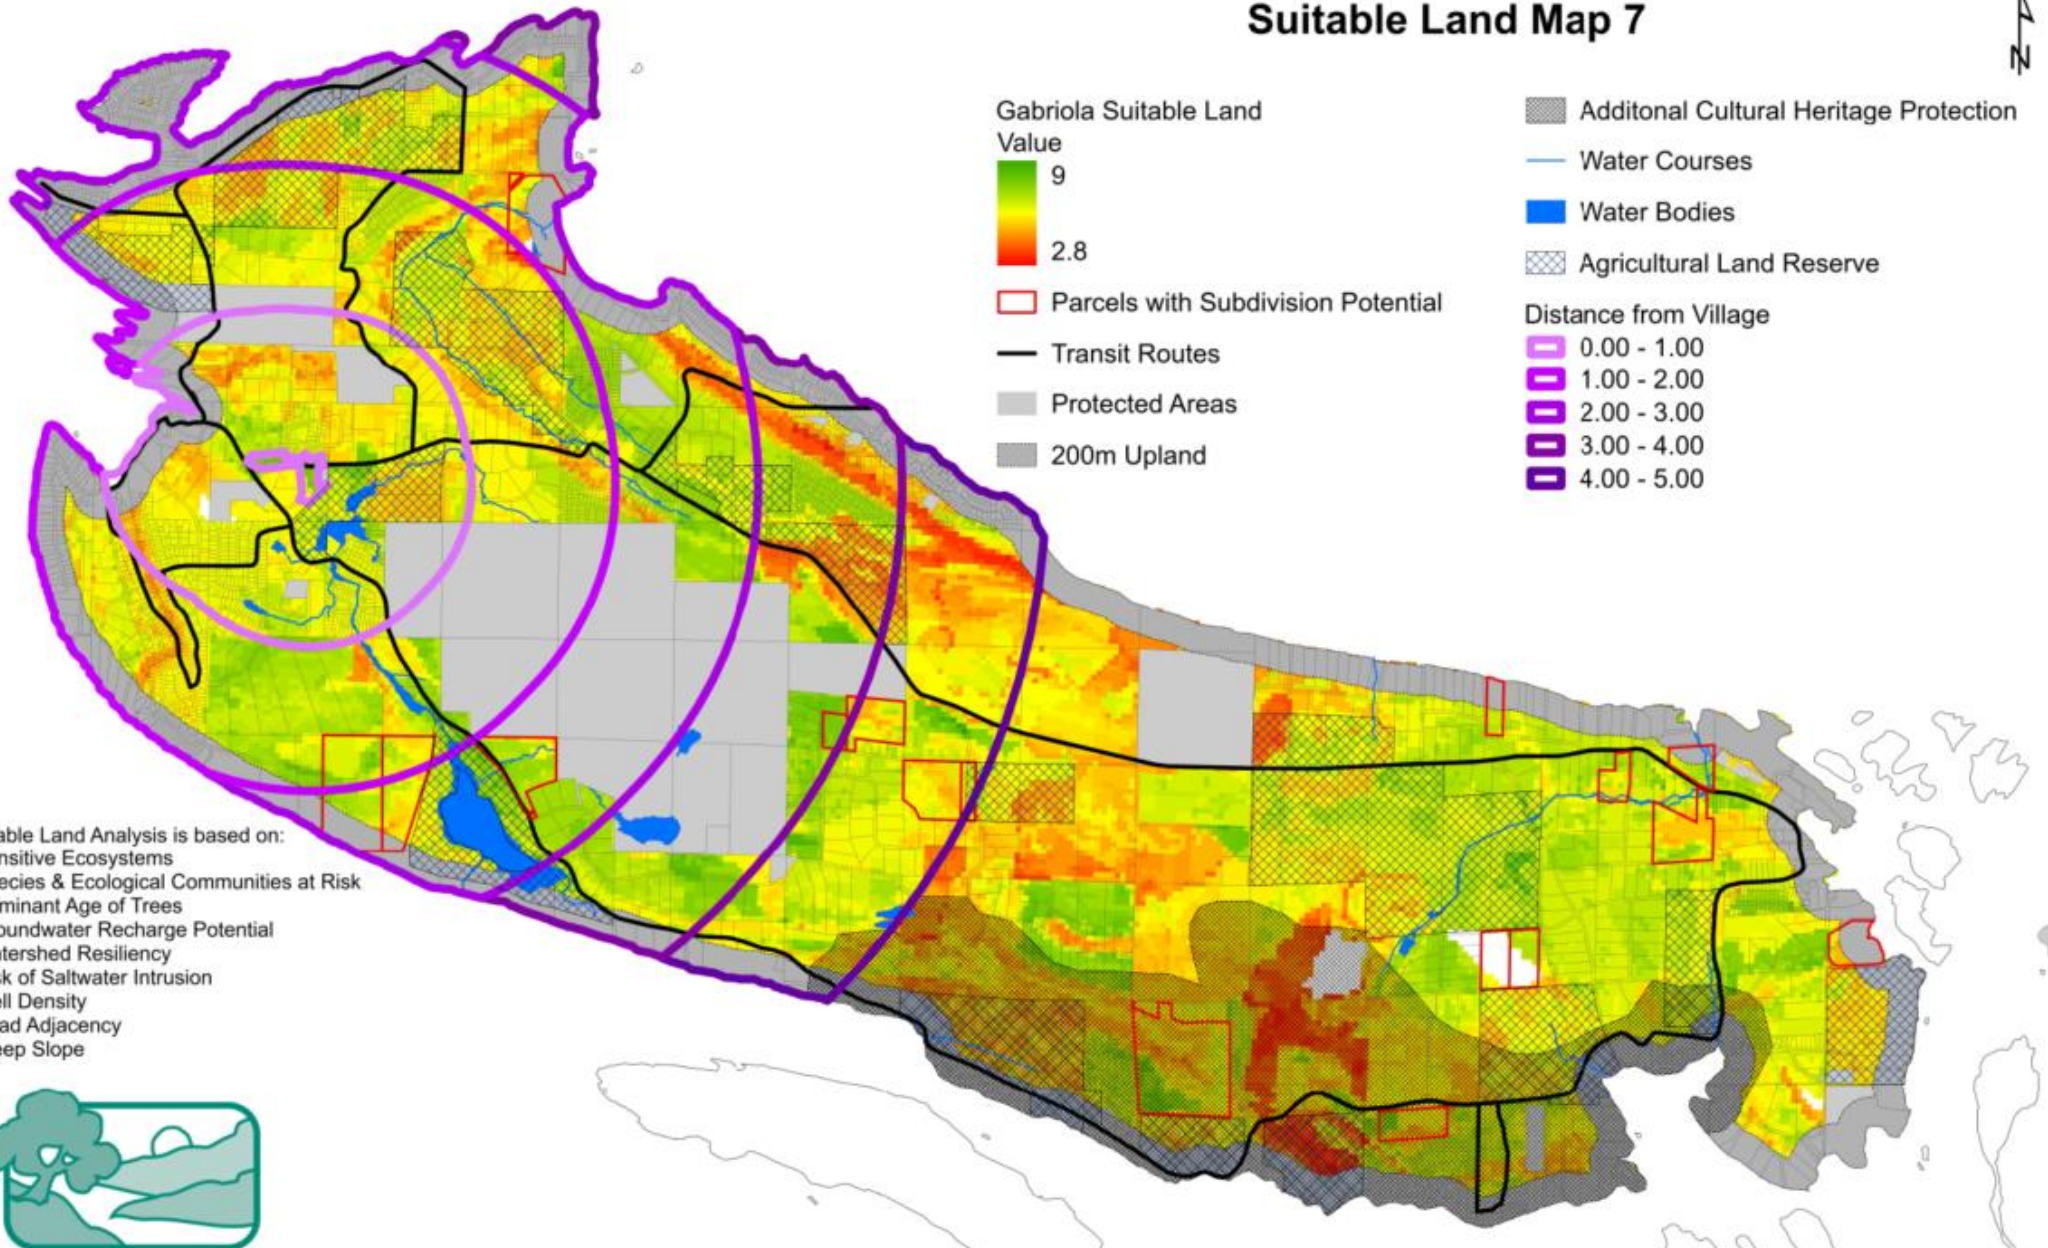 Suitable Land Map 7
N
Gabriola Suitable Land
Value
9
2.8
Parcels with Subdivision Potential
Transit Routes
Protected Areas
200m Upland
Additonal Cultural Heritage Protection
Water Courses
Water Bodies
Agricultural Land Reserve
Distance from Village
0.00 - 1.00
1.00 - 2.00
2.00 - 3.00
3.00 - 4.00
4.00 - 5.00
able Land Analysis is based on:
nsitive Ecosystems
ecies & Ecological Communities at Risk
minant Age of Trees
oundwater Recharge Potential
atershed Resiliency
sk of Saltwater Intrusion
ell Density
ad Adjacency
eep Slope